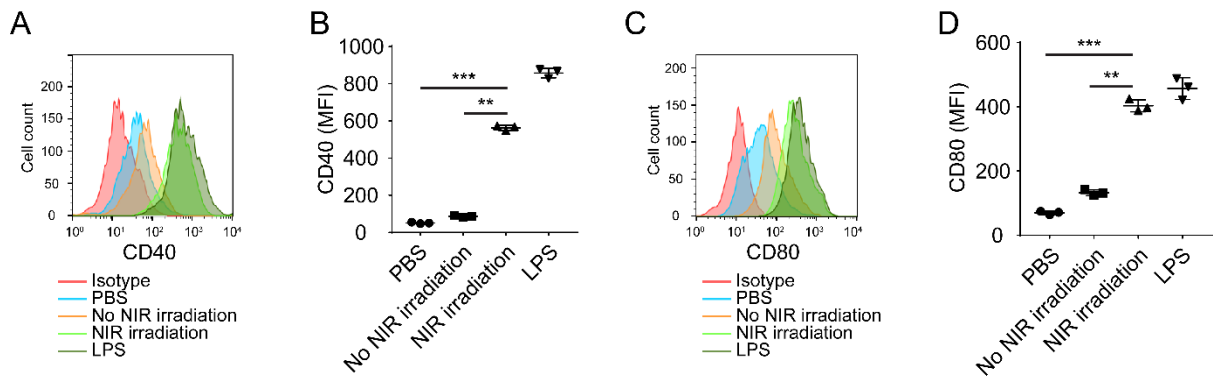 A
Cell count
250
200
150
100
50
0
10⁰ 10¹ 10² 10³ 10⁴
CD40
Isotype
PBS
No NIR irradiation
NIR irradiation
LPS
B
CD40 (MFI)
1000
800
600
400
200
0
***
**
PBS
No NIR irradiation
NIR irradiation
LPS
C
Cell count
200
150
100
50
0
10⁰ 10¹ 10² 10³ 10⁴
CD80
Isotype
PBS
No NIR irradiation
NIR irradiation
LPS
D
CD80 (MFI)
600
400
200
0
***
**
PBS
No NIR irradiation
NIR irradiation
LPS